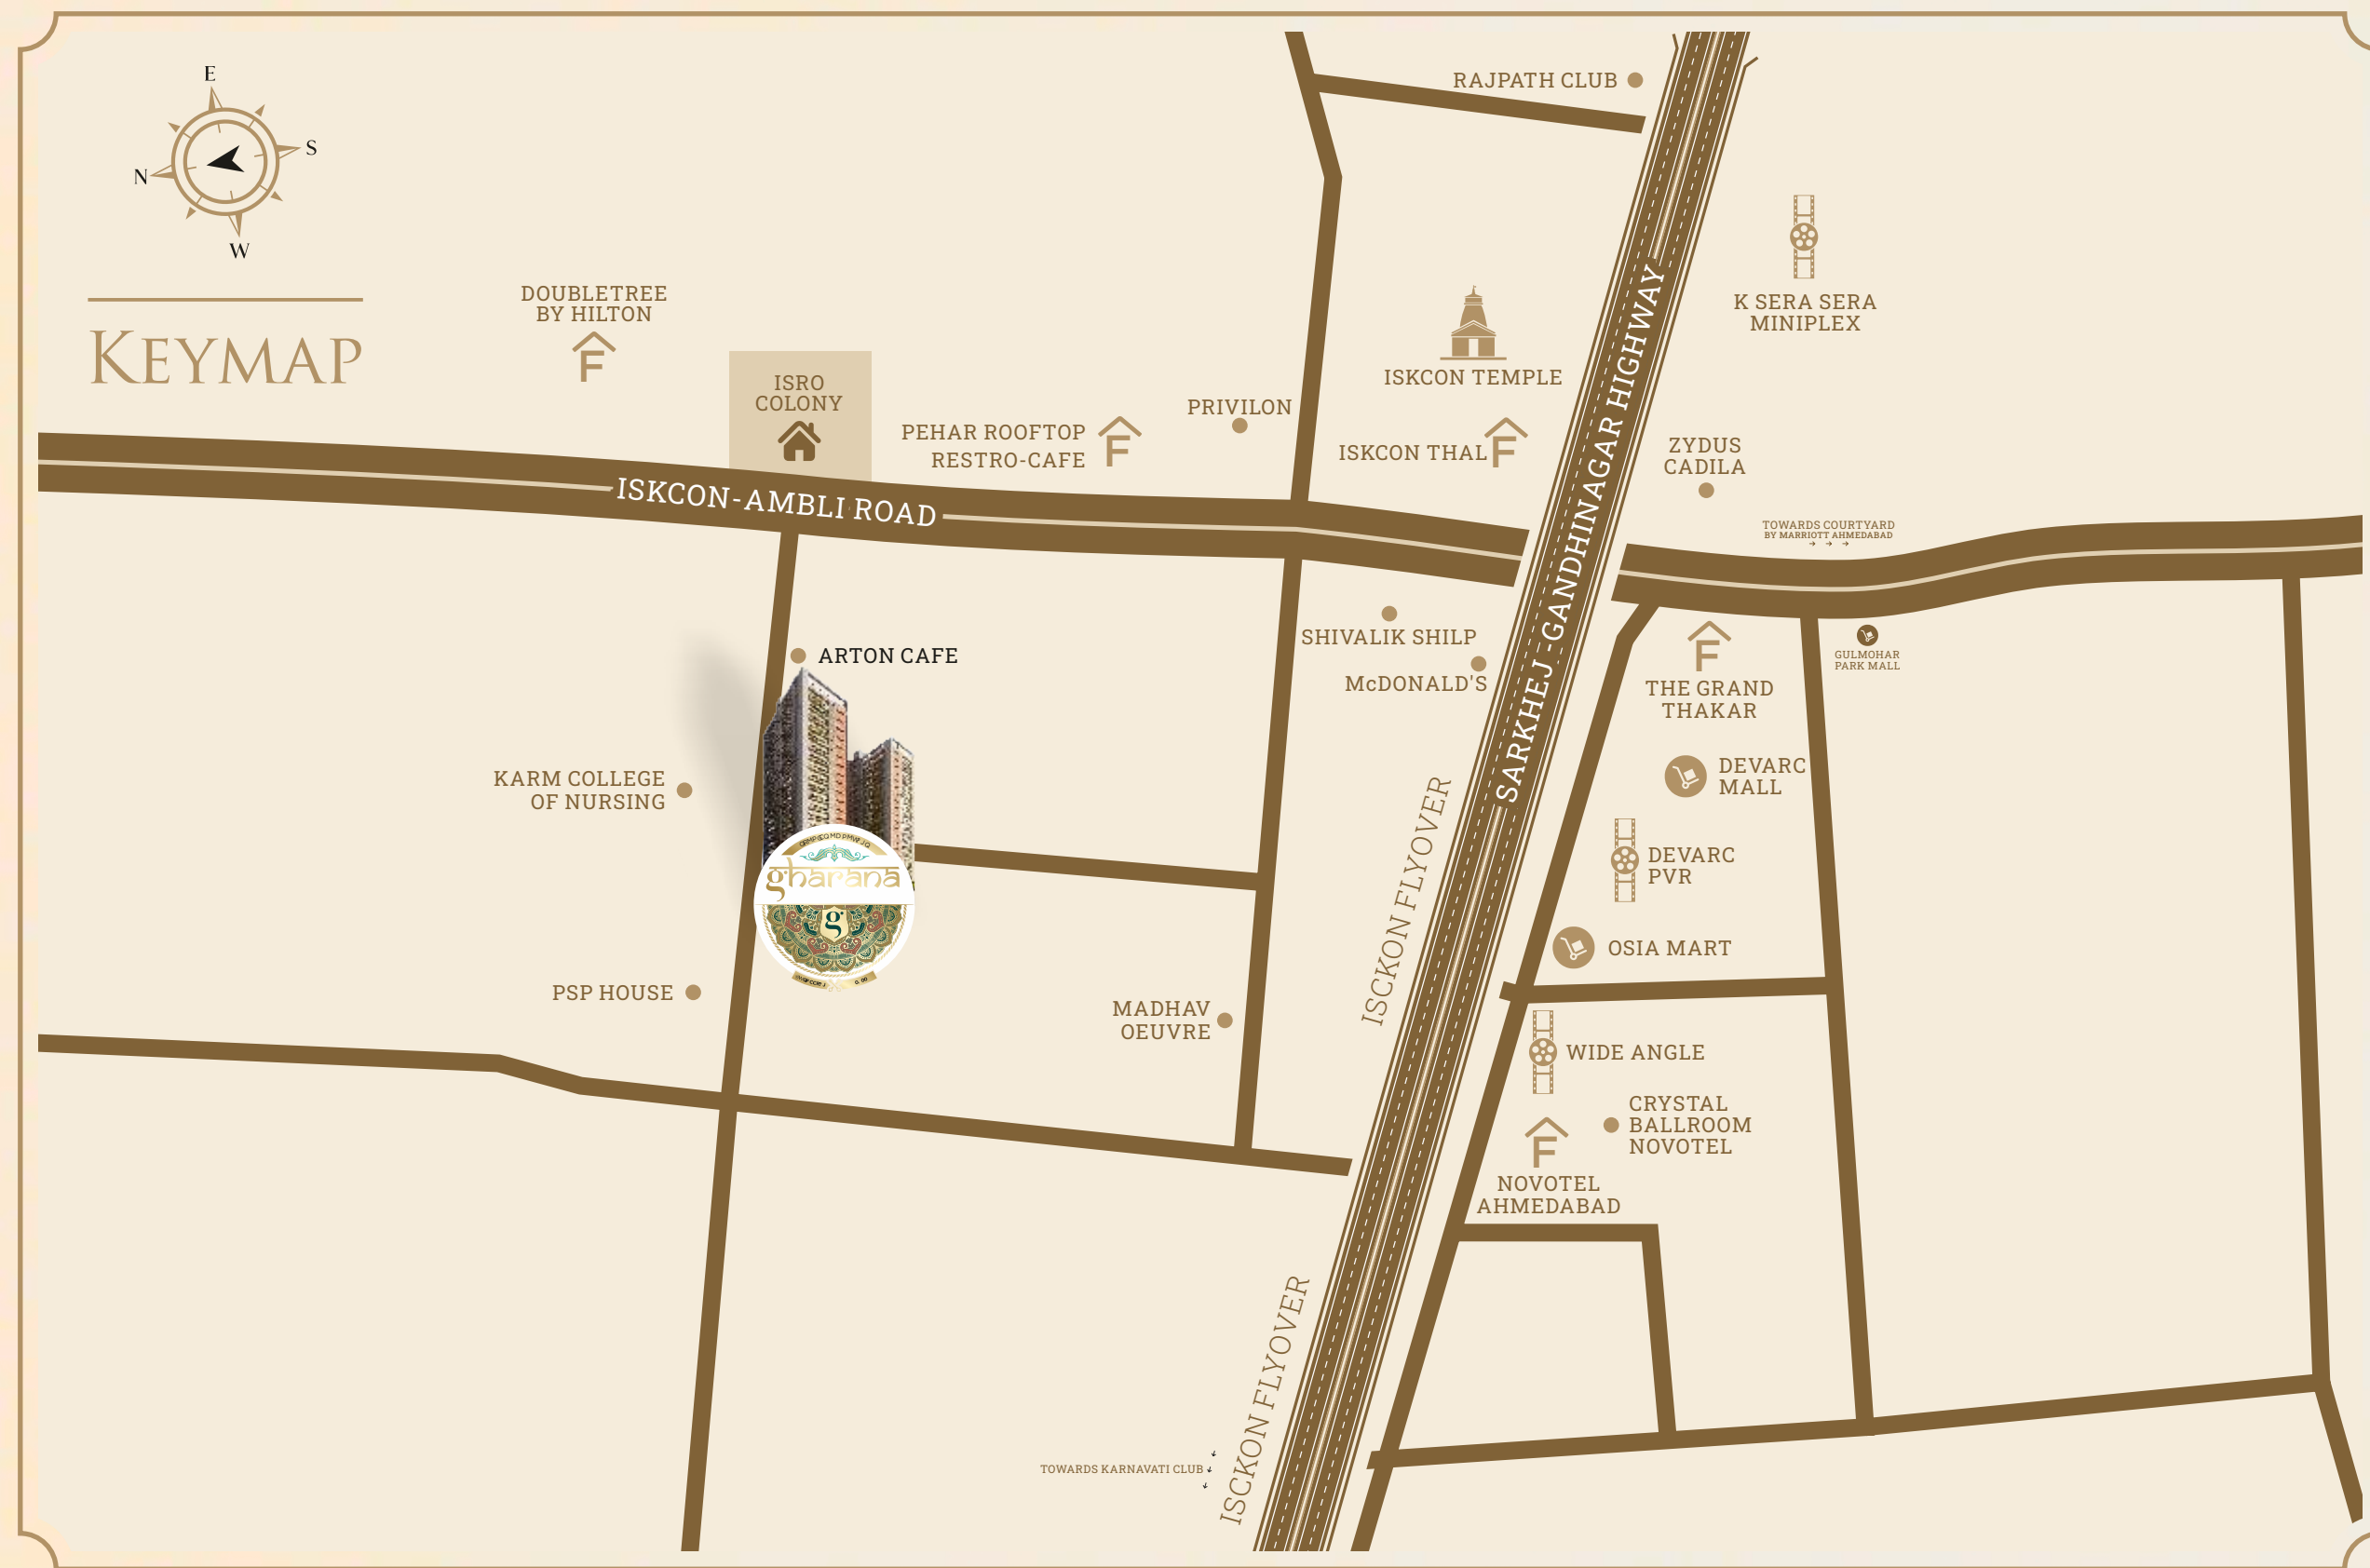 E
S
N
W
KEYMAP
RAJPATH CLUB
K SERA SERA
MINIPLEX
DOUBLETREE
BY HILTON
ISRO
COLONY
PEHAR ROOFTOP
RESTRO-CAFE
PRIVILON
ISKCON TEMPLE
ISKCON THAL
ZYDUS
CADILA
TOWARDS COURTYARD
BY MARRIOTT AHMEDABAD
ISKCON-AMBLI ROAD
SARKHEJ -GANDHINAGAR HIGHWAY
SHIVALIK SHILP
McDONALD'S
ARTON CAFE
GULMOHAR
PARK MALL
THE GRAND
THAKAR
DEVARC
MALL
KARM COLLEGE
OF NURSING
DEVARC
PVR
gharana
g
OSIA MART
ISCKON FLYOVER
PSP HOUSE
MADHAV
OEUVRE
WIDE ANGLE
CRYSTAL
BALLROOM
NOVOTEL
NOVOTEL
AHMEDABAD
ISCKON FLYOVER
TOWARDS KARNAVATI CLUB